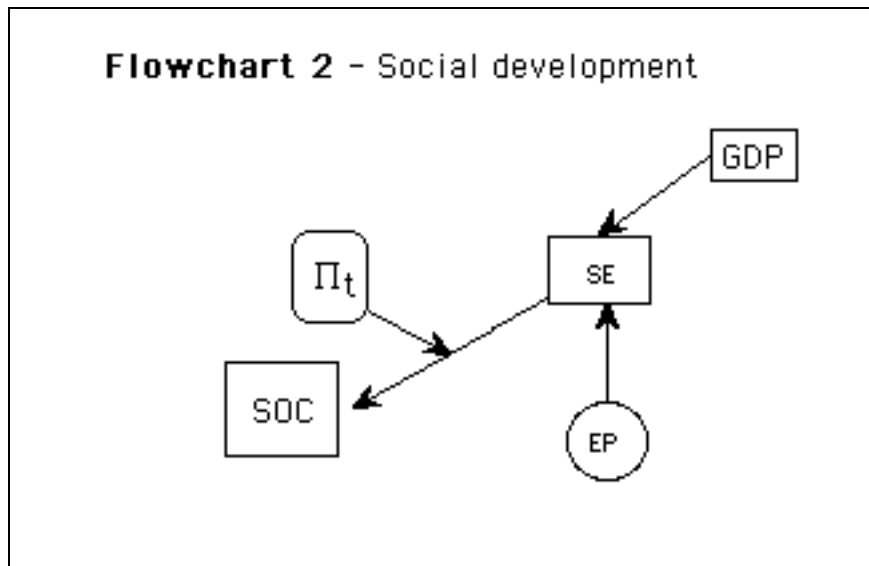 Flowchart 2 - Social development
GDP
SE
Πt
SOC
EP